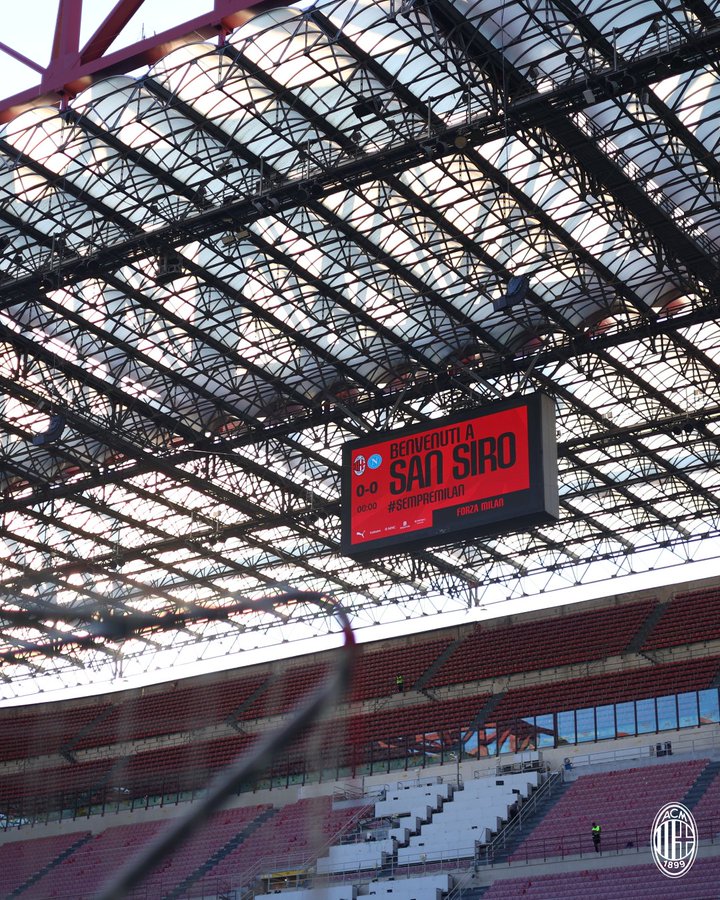 BENVENUTI A
SAN SIRO
0-0
#SEMPREMILAN
00:00
FORZA MILAN
ACM
1899